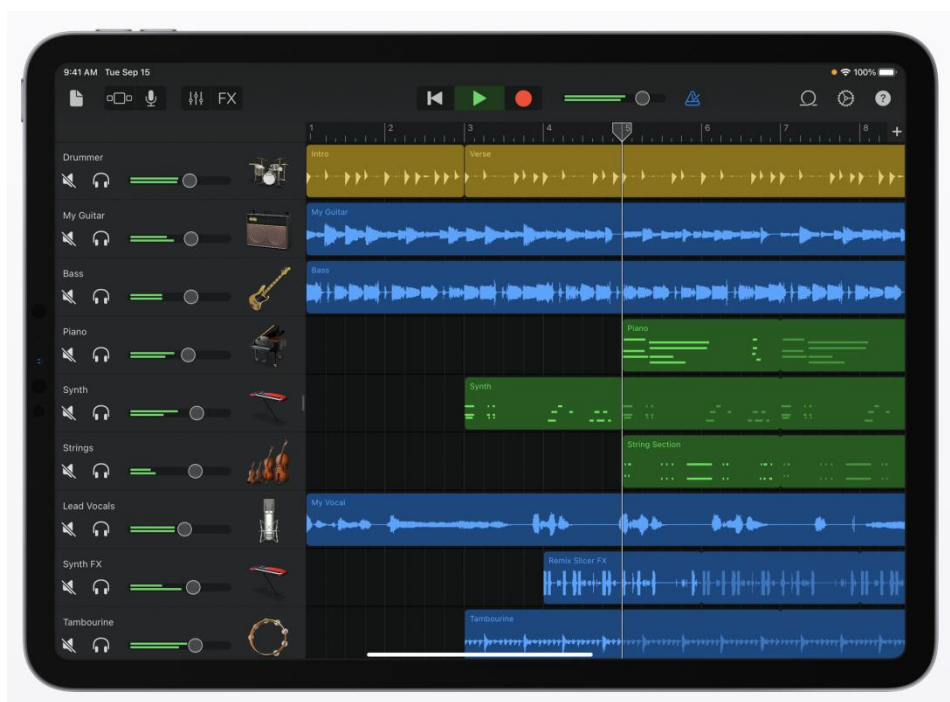 9:41 AM Tue Sep 15
100%
FX
1 2 3 4 5 6 7 8 +
?
Drummer
Intro
Verse
My Guitar
My Guitar
Bass
Bass
Piano
Piano
Synth
Synth
Strings
String Section
Lead Vocals
My Vocal
Synth FX
Remix Slicer FX
Tambourine
Tambourine